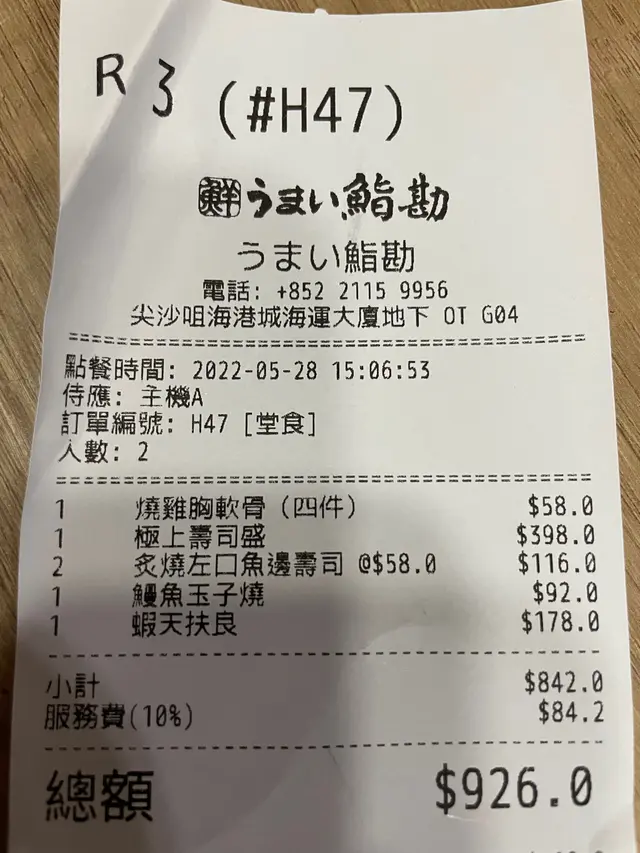 R 3 (#H47)
鮮 うまい鮨勘
うまい鮨勘
電話: +852 2115 9956
尖沙咀海港城海運大廈地下 OT G04
點餐時間: 2022-05-28 15:06:53
侍應: 主機A
訂單編號: H47 [堂食]
人數: 2
1 燒雞胸軟骨 (四件) $58.0
1 極上壽司盛 $398.0
2 炙燒左口魚邊壽司 @$58.0 $116.0
1 鰻魚玉子燒 $92.0
1 蝦天扶良 $178.0
小計 $842.0
服務費(10%) $84.2
總額 $926.0